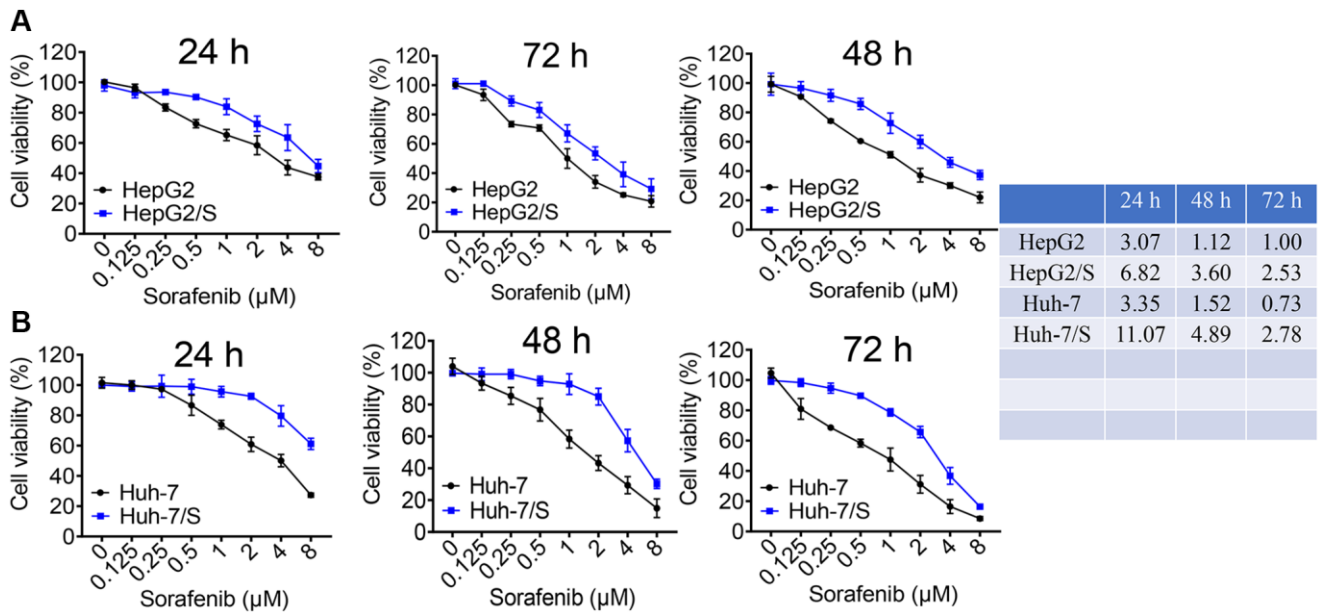 A
24 h
Cell viability (%)
120
100
80
60
40
20
0
HepG2
HepG2/S
0 0.125 0.25 0.5 1 2 4 8
Sorafenib (µM)
72 h
Cell viability (%)
120
100
80
60
40
20
0
HepG2
HepG2/S
0 0.125 0.25 0.5 1 2 4 8
Sorafenib (µM)
48 h
Cell viability (%)
120
100
80
60
40
20
0
HepG2
HepG2/S
0 0.125 0.25 0.5 1 2 4 8
Sorafenib (µM)
24 h 48 h 72 h
HepG2 3.07 1.12 1.00
HepG2/S 6.82 3.60 2.53
Huh-7 3.35 1.52 0.73
Huh-7/S 11.07 4.89 2.78
B
24 h
Cell viability (%)
120
100
80
60
40
20
0
Huh-7
Huh-7/S
0 0.125 0.25 0.5 1 2 4 8
Sorafenib (µM)
48 h
Cell viability (%)
120
100
80
60
40
20
0
Huh-7
Huh-7/S
0 0.125 0.25 0.5 1 2 4 8
Sorafenib (µM)
72 h
Cell viability (%)
120
100
80
60
40
20
0
Huh-7
Huh-7/S
0 0.125 0.25 0.5 1 2 4 8
Sorafenib (µM)